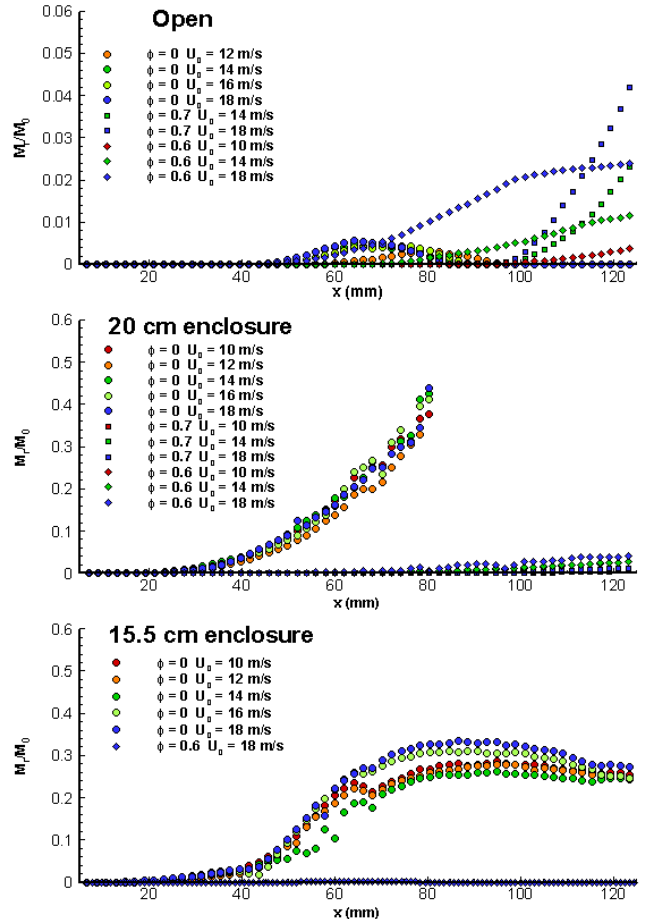 Open
0.06
0.05
0.04
0.03
0.02
0.01
0
Mr/M0
ϕ = 0 U0 = 12 m/s
ϕ = 0 U0 = 14 m/s
ϕ = 0 U0 = 16 m/s
ϕ = 0 U0 = 18 m/s
ϕ = 0.7 U0 = 14 m/s
ϕ = 0.7 U0 = 18 m/s
ϕ = 0.6 U0 = 10 m/s
ϕ = 0.6 U0 = 14 m/s
ϕ = 0.6 U0 = 18 m/s
20 40 60 80 100 120
x (mm)
20 cm enclosure
0.6
0.5
0.4
0.3
0.2
0.1
0
Mr/M0
ϕ = 0 U0 = 10 m/s
ϕ = 0 U0 = 12 m/s
ϕ = 0 U0 = 14 m/s
ϕ = 0 U0 = 16 m/s
ϕ = 0 U0 = 18 m/s
ϕ = 0.7 U0 = 10 m/s
ϕ = 0.7 U0 = 14 m/s
ϕ = 0.7 U0 = 18 m/s
ϕ = 0.6 U0 = 10 m/s
ϕ = 0.6 U0 = 14 m/s
ϕ = 0.6 U0 = 18 m/s
20 40 60 80 100 120
x (mm)
15.5 cm enclosure
0.6
0.5
0.4
0.3
0.2
0.1
0
Mr/M0
ϕ = 0 U0 = 10 m/s
ϕ = 0 U0 = 12 m/s
ϕ = 0 U0 = 14 m/s
ϕ = 0 U0 = 16 m/s
ϕ = 0 U0 = 18 m/s
ϕ = 0.6 U0 = 18 m/s
20 40 60 80 100 120
x (mm)